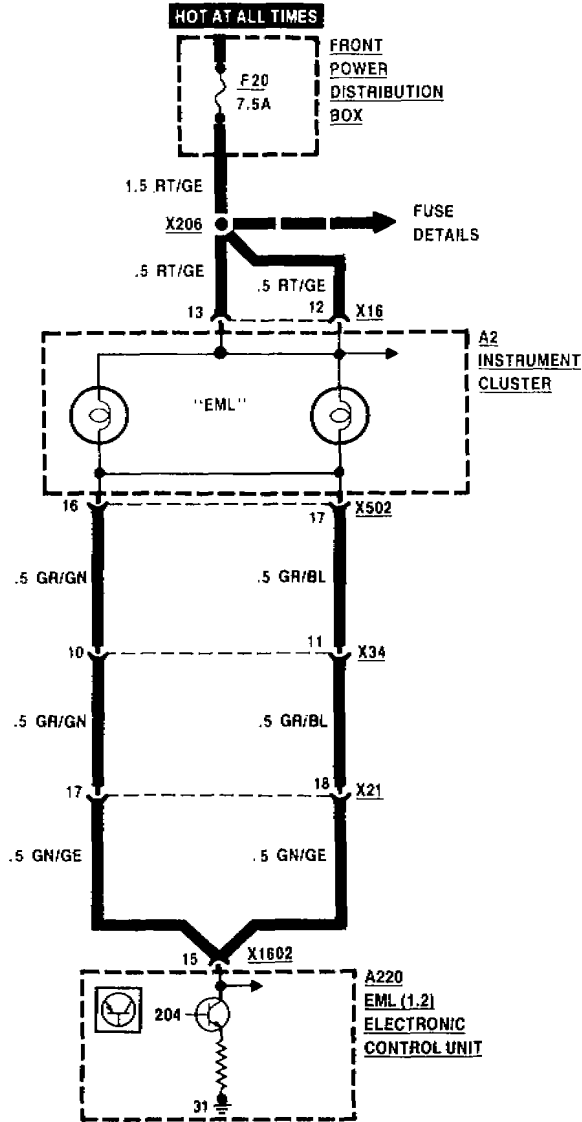 HOT AT ALL TIMES
FRONT
POWER
DISTRIBUTION
BOX
F20
7.5A
1.5 RT/GE
X206
FUSE
DETAILS
.5 RT/GE
.5 RT/GE
13
12
X16
A2
INSTRUMENT
CLUSTER
"EML"
16
17
X502
.5 GR/GN
.5 GR/BL
10
11
X34
.5 GR/GN
.5 GR/BL
17
18
X21
.5 GN/GE
.5 GN/GE
15
X1602
A220
EML (1.2)
ELECTRONIC
CONTROL UNIT
204
31